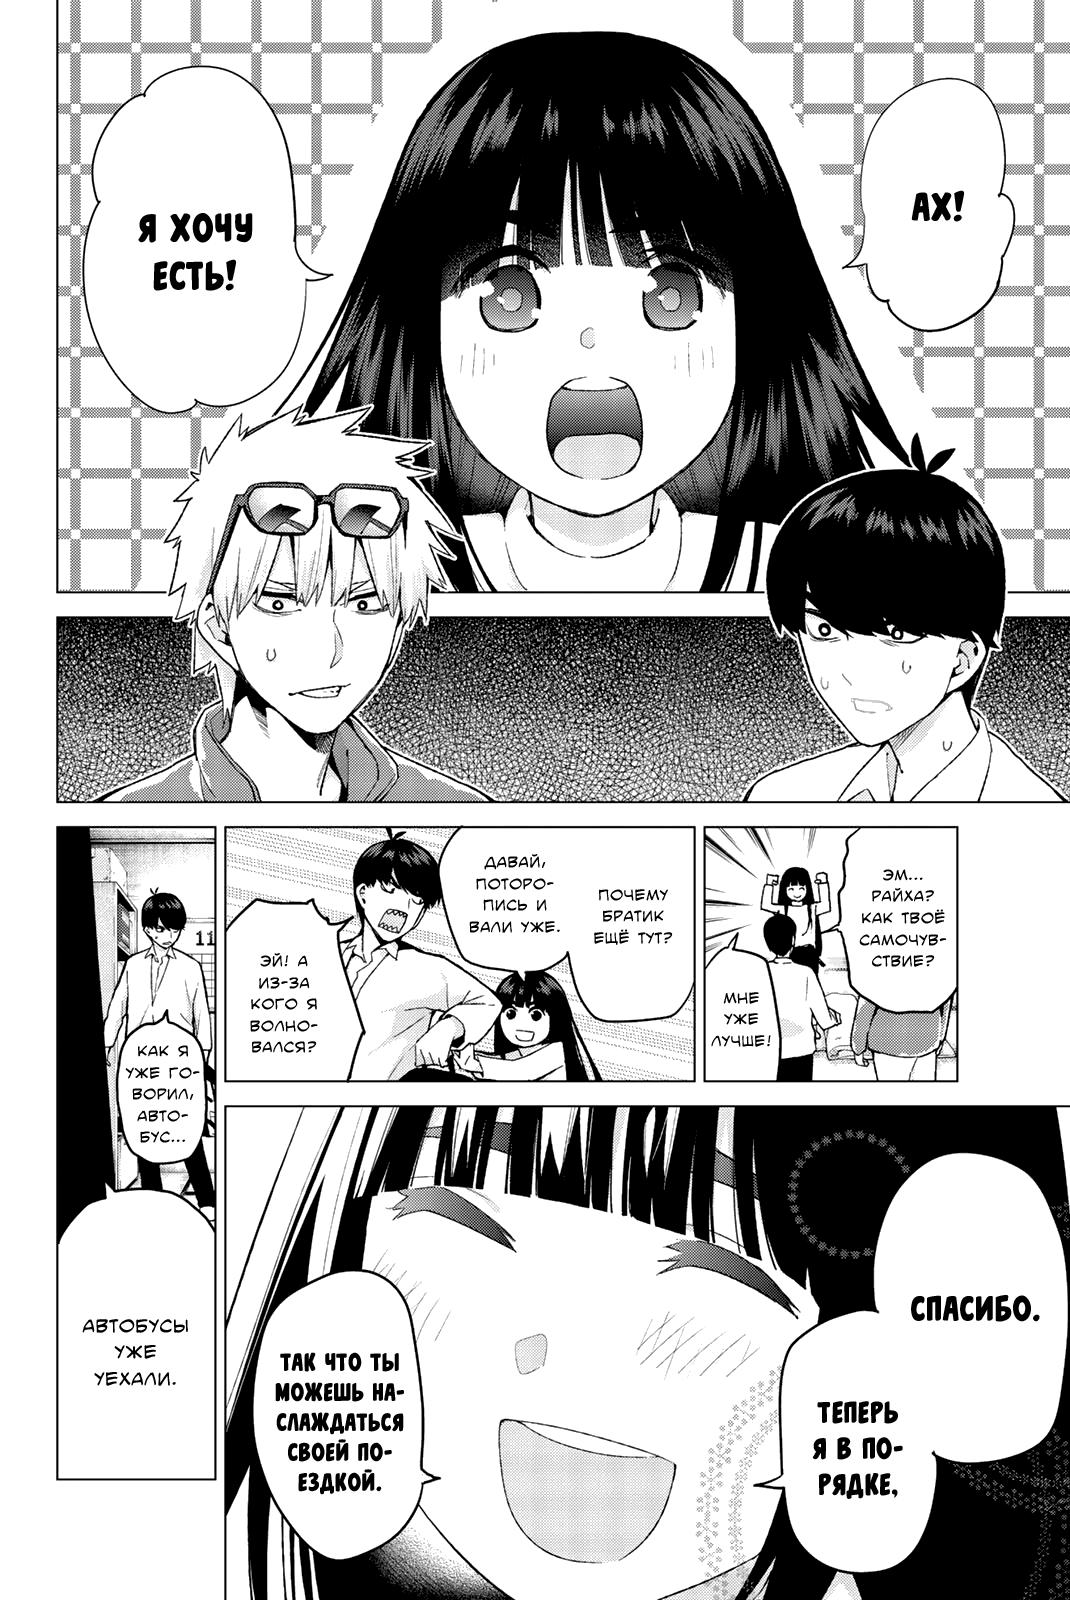 АХ!
Я ХОЧУ
ЕСТЬ!
ЭМ...
РАЙХА?
КАК ТВОЁ
САМОЧУВ-
СТВИЕ?
МНЕ
УЖЕ
ЛУЧШЕ!
ПОЧЕМУ
БРАТИК
ЕЩЁ ТУТ?
ДАВАЙ,
ПОТОРО-
ПИСЬ И
ВАЛИ УЖЕ.
ЭЙ! А
ИЗ-ЗА
КОГО Я
ВОЛНО-
ВАЛСЯ?
11
КАК Я
УЖЕ ГО-
ВОРИЛ,
АВТО-
БУС...
СПАСИБО.
ТЕПЕРЬ
Я В ПО-
РЯДКЕ,
ТАК ЧТО ТЫ
МОЖЕШЬ НА-
СЛАЖДАТЬСЯ
СВОЕЙ ПО-
ЕЗДКОЙ.
АВТОБУСЫ
УЖЕ
УЕХАЛИ.